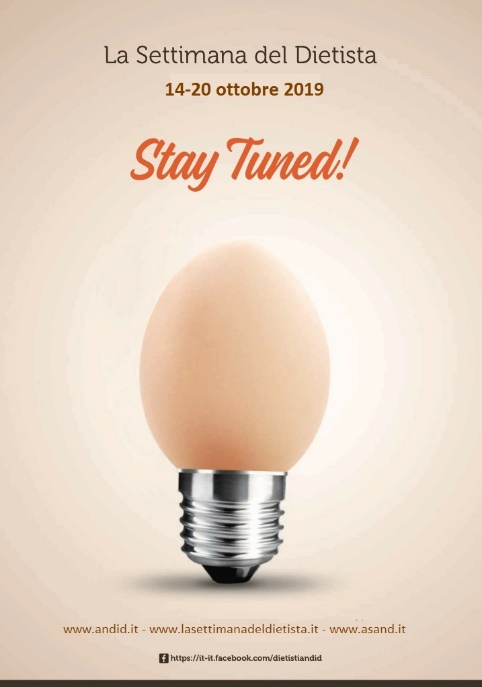 La Settimana del Dietista
14-20 ottobre 2019
Stay Tuned!
www.andid.it - www.lasettimanadeldietista.it - www.asand.it
https://it-it.facebook.com/dietistiandid